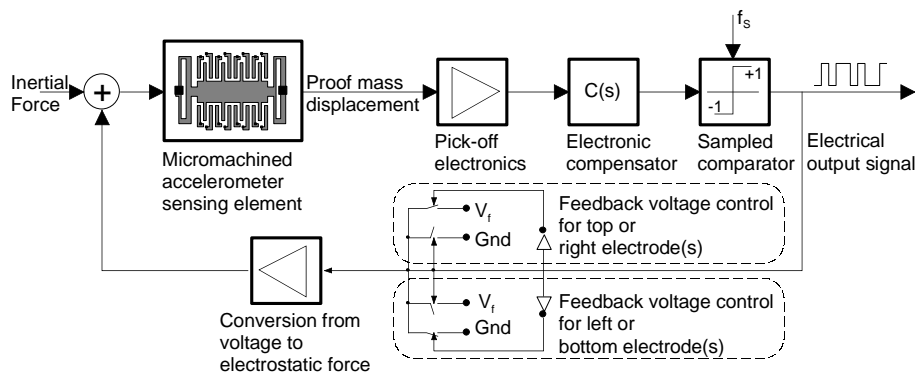 f_S
Inertial
Force
+
Proof mass
displacement
C(s)
+1
-1
Micromachined
accelerometer
sensing element
Pick-off
electronics
Electronic
compensator
Sampled
comparator
Electrical
output signal
V_f
Gnd
Feedback voltage control
for top or
right electrode(s)
V_f
Gnd
Feedback voltage control
for left or
bottom electrode(s)
Conversion from
voltage to
electrostatic force